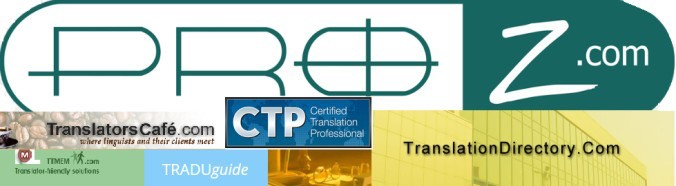 PROZ.com
TranslatorsCafé.com
where linguists and their clients meet
CTP Certified
Translation
Professional
TranslationDirectory.Com
TTMEM .com
Translator-friendly solutions
TRADUguide